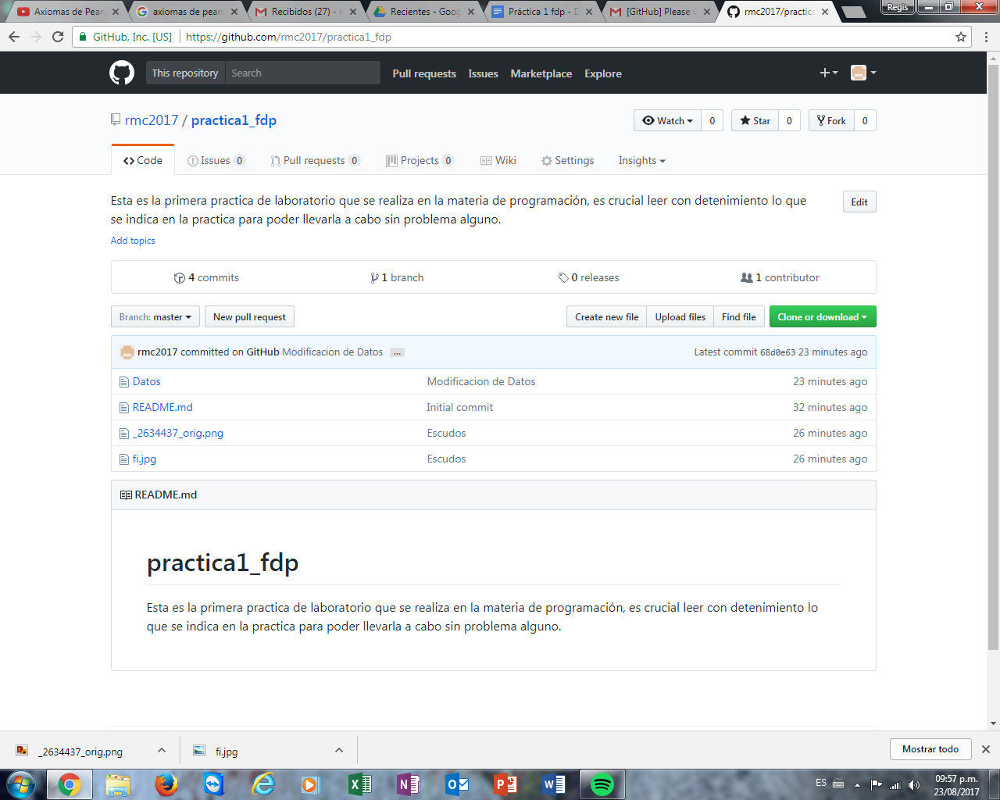 Axiomas de Pean
axiomas de pean
Recibidos (27) - r
Recientes - Goog
Práctica 1 fdp - D
[GitHub] Please v
rmc2017/practica
Regis
GitHub, Inc. [US]
https://github.com/rmc2017/practica1_fdp
This repository
Search
Pull requests
Issues
Marketplace
Explore
rmc2017 / practica1_fdp
Watch 0
Star 0
Fork 0
Code
Issues 0
Pull requests 0
Projects 0
Wiki
Settings
Insights
Esta es la primera practica de laboratorio que se realiza en la materia de programación, es crucial leer con detenimiento lo que
se indica en la practica para poder llevarla a cabo sin problema alguno.
Edit
Add topics
4 commits
1 branch
0 releases
1 contributor
Branch: master
New pull request
Create new file
Upload files
Find file
Clone or download
rmc2017 committed on GitHub Modificacion de Datos ...
Latest commit 68d0e63 23 minutes ago
Datos
Modificacion de Datos
23 minutes ago
README.md
Initial commit
32 minutes ago
_2634437_orig.png
Escudos
26 minutes ago
fi.jpg
Escudos
26 minutes ago
README.md
practica1_fdp
Esta es la primera practica de laboratorio que se realiza en la materia de programación, es crucial leer con detenimiento lo
que se indica en la practica para poder llevarla a cabo sin problema alguno.
_2634437_orig.png
fi.jpg
Mostrar todo
ES
09:57 p.m.
23/08/2017